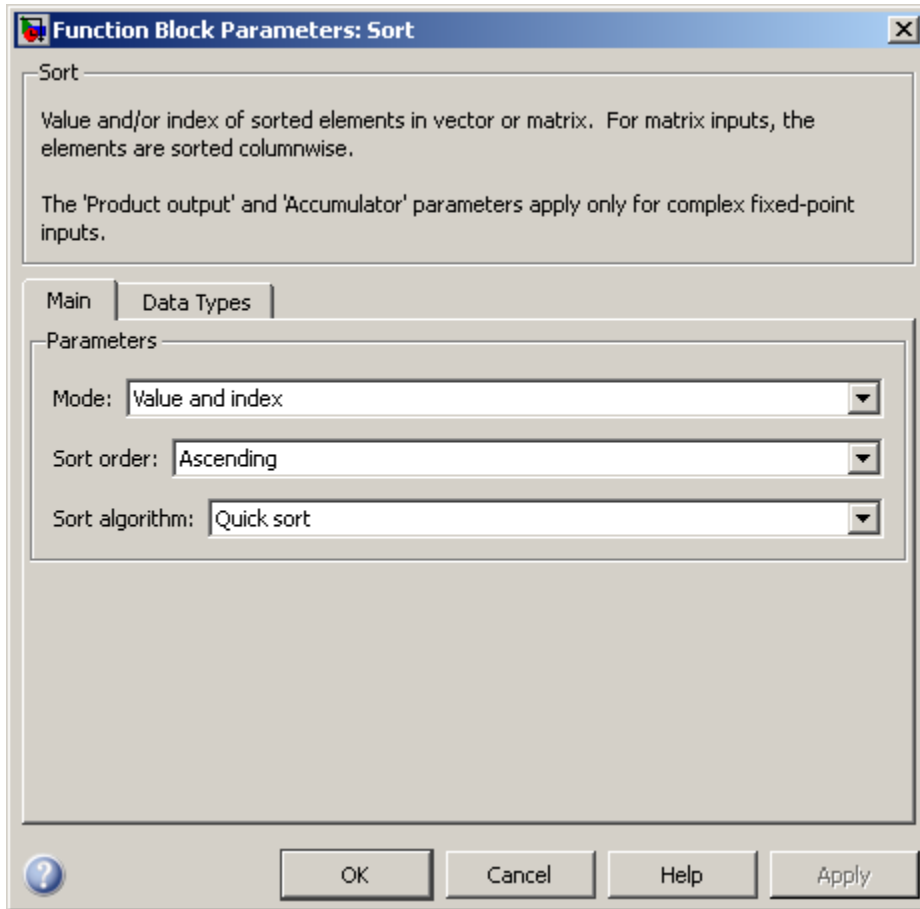 Function Block Parameters: Sort
Sort
Value and/or index of sorted elements in vector or matrix.  For matrix inputs, the
elements are sorted columnwise.
The 'Product output' and 'Accumulator' parameters apply only for complex fixed-point
inputs.
Main
Data Types
Parameters
Mode: Value and index
Sort order: Ascending
Sort algorithm: Quick sort
? OK Cancel Help Apply